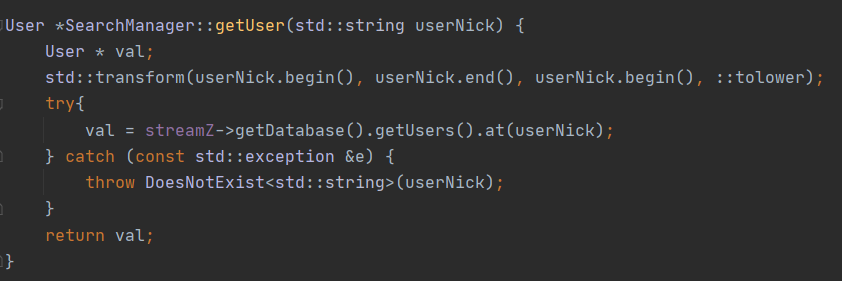 User *SearchManager::getUser(std::string userNick) {
    User * val;
    std::transform(userNick.begin(), userNick.end(), userNick.begin(), ::tolower);
    try{
        val = streamZ->getDatabase().getUsers().at(userNick);
    } catch (const std::exception &e) {
        throw DoesNotExist<std::string>(userNick);
    }
    return val;
}